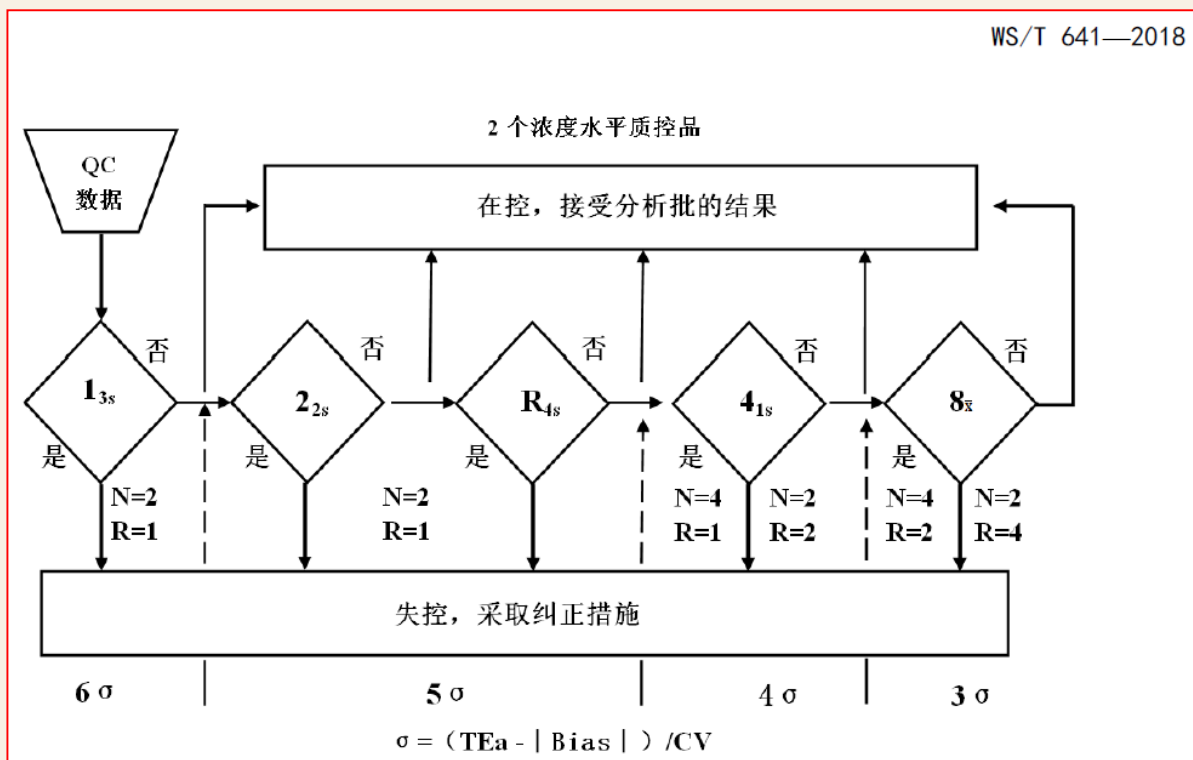 WS/T 641—2018
2 个浓度水平质控品
QC
数据
在控，接受分析批的结果
否 否 否 否 否
1₃ₛ 2₂ₛ R₄ₛ 4₁ₛ 8x̄
是 是 是 是 是
N=2 N=2 N=4 N=2 N=4 N=2
R=1 R=1 R=1 R=2 R=2 R=4
失控，采取纠正措施
6 σ 5 σ 4 σ 3 σ
σ =（TEa -｜Bias｜）/CV